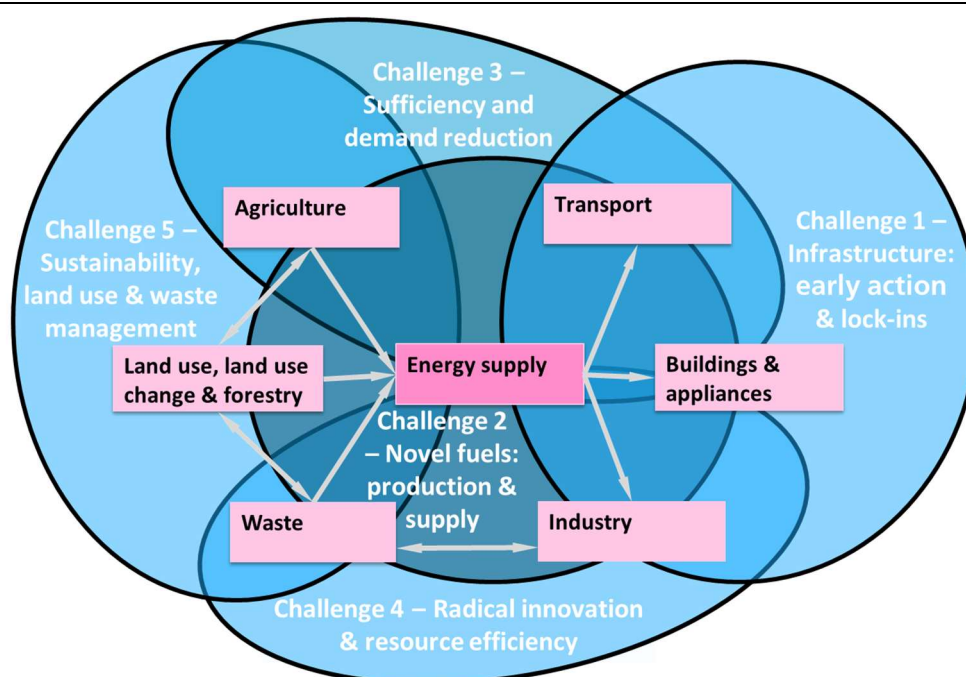 Challenge 3 –
Sufficiency and
demand reduction
Agriculture
Transport
Challenge 5 –
Sustainability,
land use & waste
management
Challenge 1 –
Infrastructure:
early action
& lock-ins
Land use, land use
change & forestry
Energy supply
Buildings &
appliances
Challenge 2
– Novel fuels:
production &
supply
Waste
Industry
Challenge 4 – Radical innovation
& resource efficiency